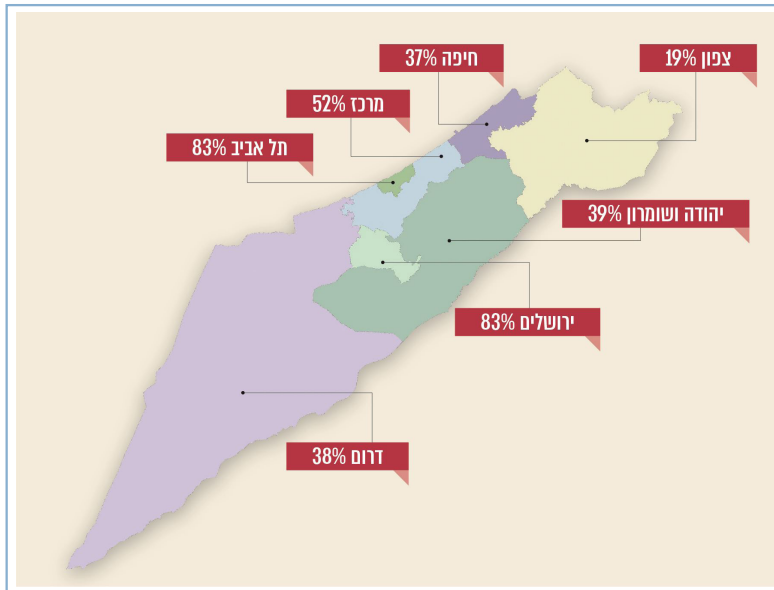 צפון 19%
חיפה 37%
מרכז 52%
תל אביב 83%
יהודה ושומרון 39%
ירושלים 83%
דרום 38%